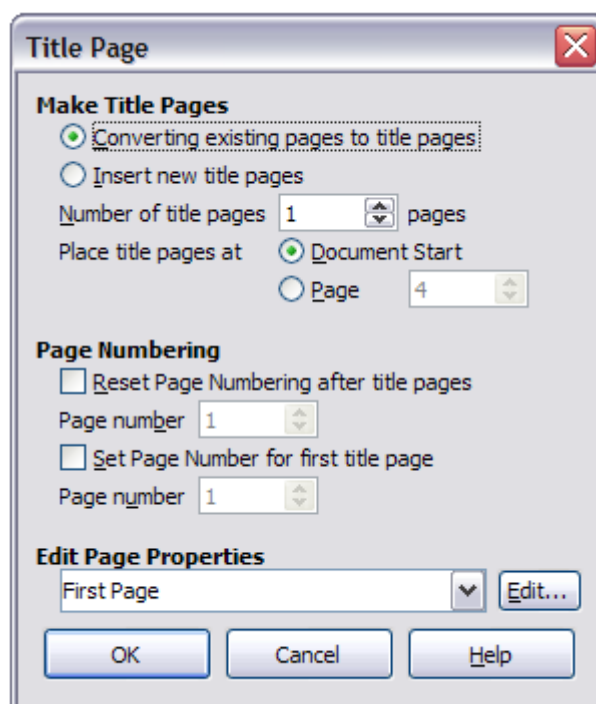 Title Page
Make Title Pages
Converting existing pages to title pages
Insert new title pages
Number of title pages 1 pages
Place title pages at Document Start
Page 4
Page Numbering
Reset Page Numbering after title pages
Page number 1
Set Page Number for first title page
Page number 1
Edit Page Properties
First Page Edit...
OK Cancel Help